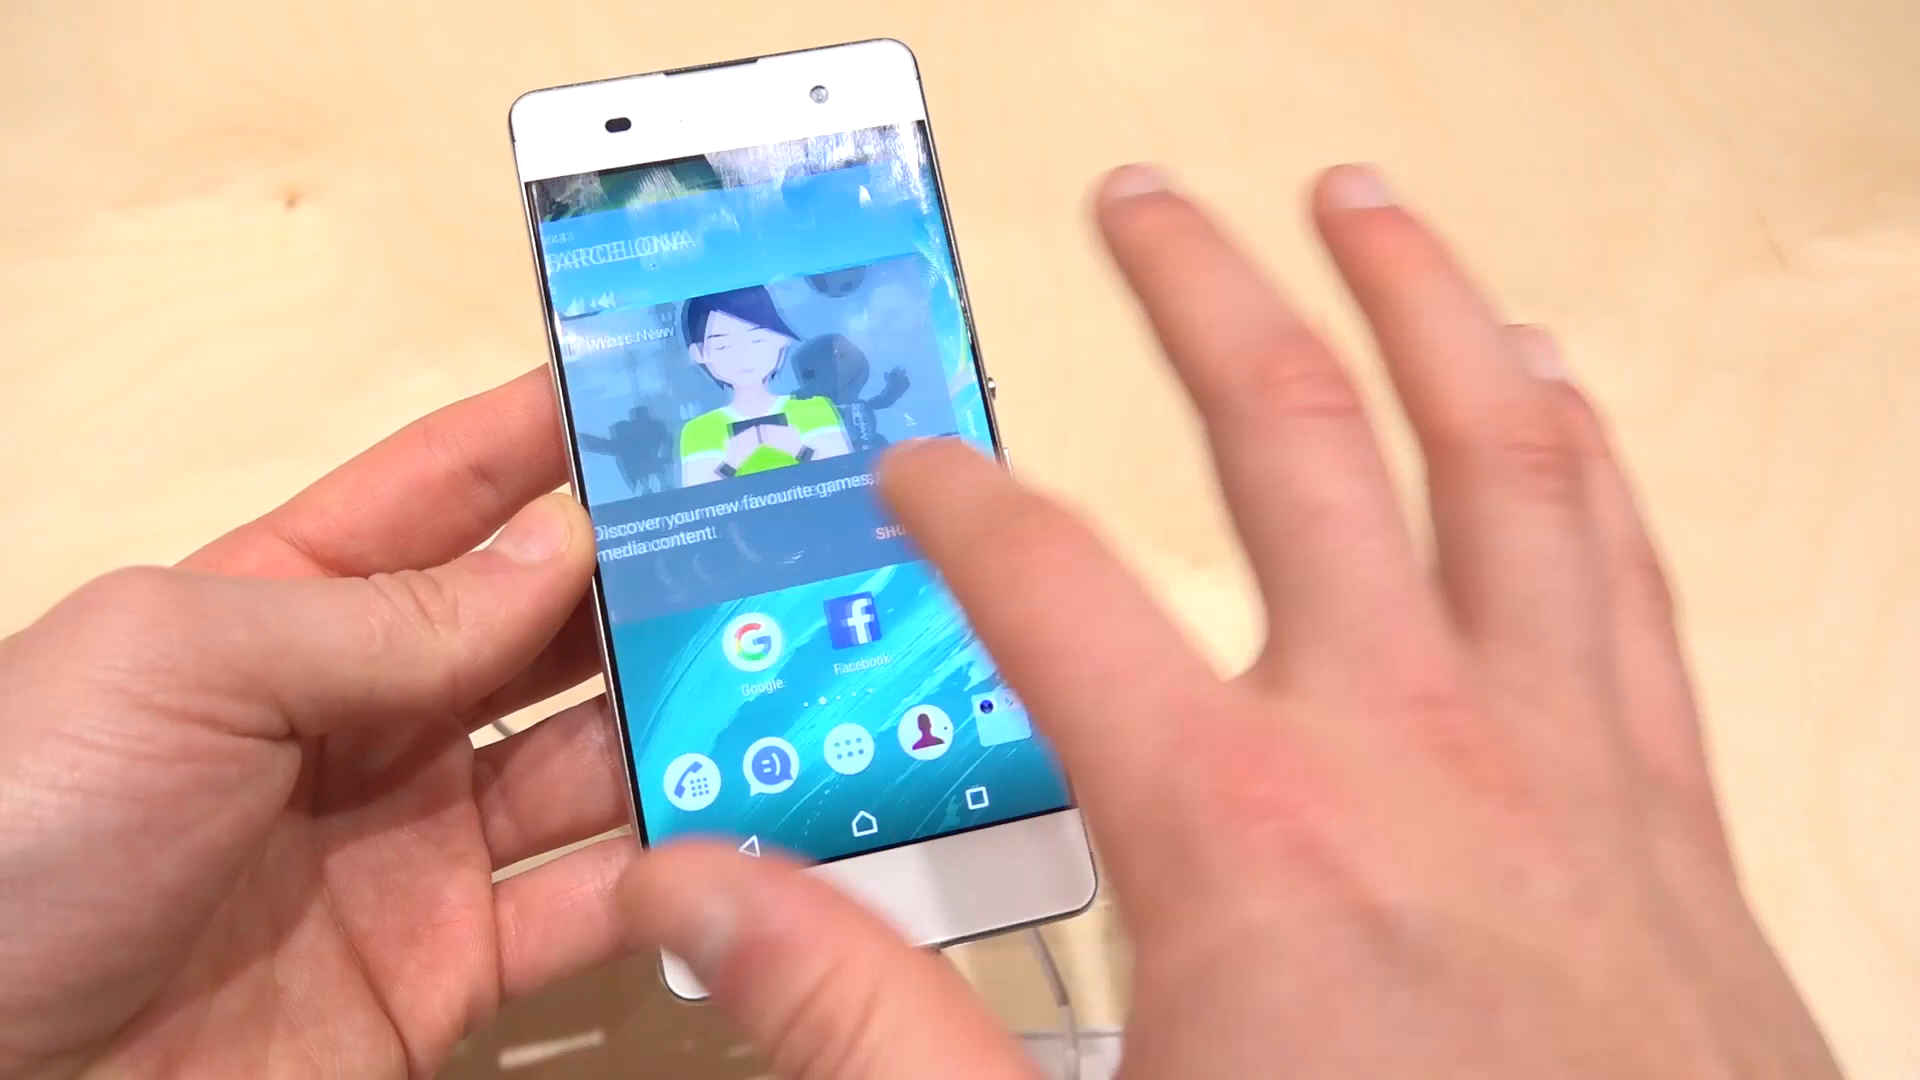 BARCELONA
What's New
Discover your new favourite games,
media content!
Google
Facebook